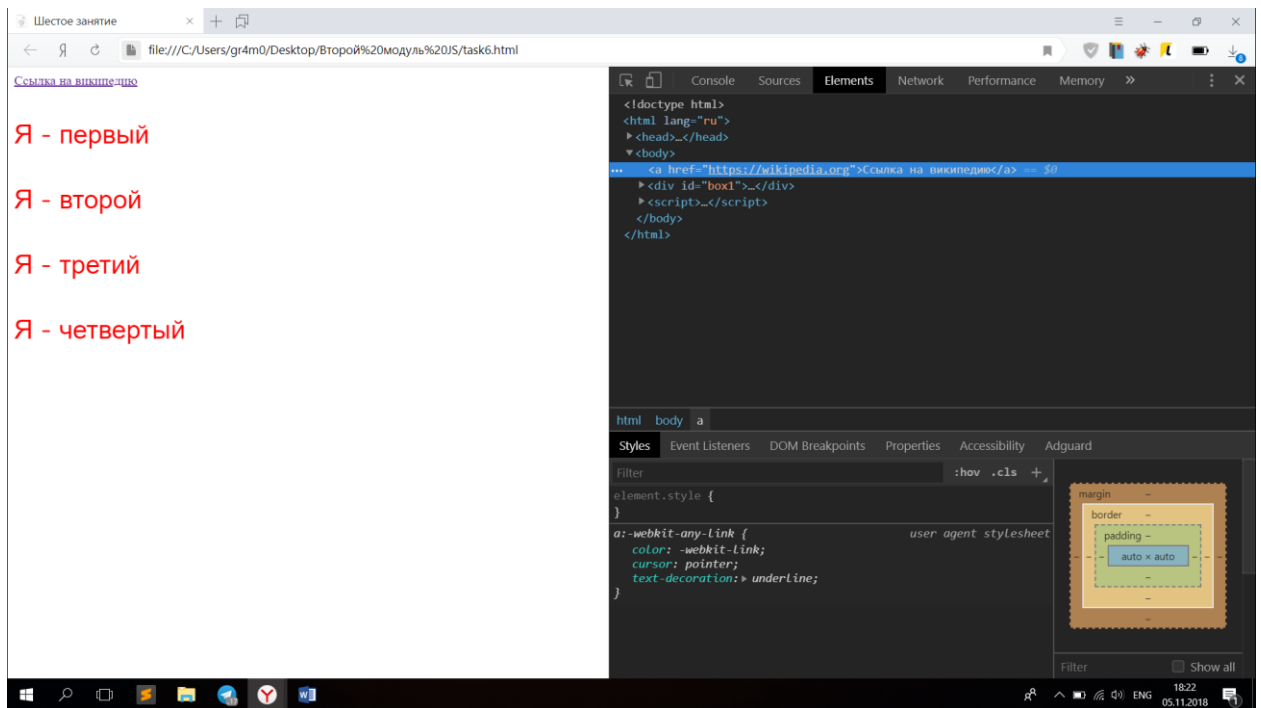 Шестое занятие
Я
file:///C:/Users/gr4m0/Desktop/Второй%20модуль%20JS/task6.html
8
Ссылка на википедию
Я - первый
Я - второй
Я - третий
Я - четвертый
Console Sources Elements Network Performance Memory »
<!doctype html>
<html lang="ru">
<head>…</head>
<body>
<a href="https://wikipedia.org">Ссылка на википедию</a> == $0
<div id="box1">…</div>
<script>…</script>
</body>
</html>
html body a
Styles Event Listeners DOM Breakpoints Properties Accessibility Adguard
Filter :hov .cls +
element.style {
}
a:-webkit-any-link { user agent stylesheet
color: -webkit-link;
cursor: pointer;
text-decoration: underline;
}
margin –
border –
padding –
auto × auto
Filter Show all
ENG 18:22
05.11.2018